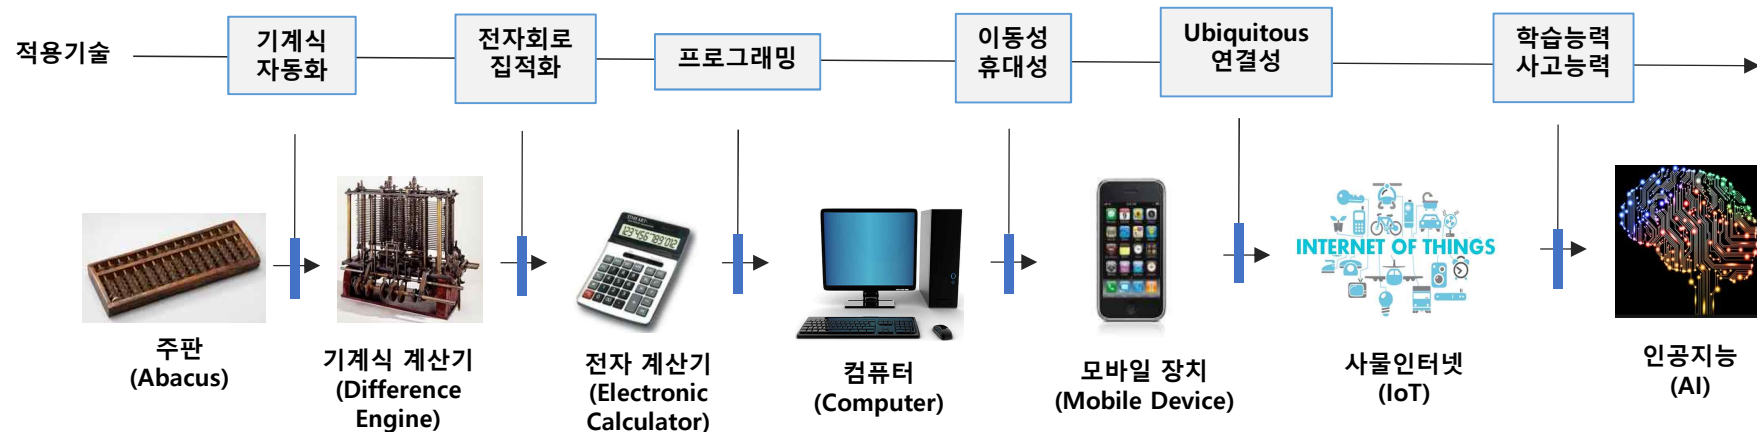 적용기술
기계식
자동화
전자회로
집적화
프로그래밍
이동성
휴대성
Ubiquitous
연결성
학습능력
사고능력
INTERNET OF THINGS
주판
(Abacus)
기계식 계산기
(Difference
Engine)
전자 계산기
(Electronic
Calculator)
컴퓨터
(Computer)
모바일 장치
(Mobile Device)
사물인터넷
(IoT)
인공지능
(AI)